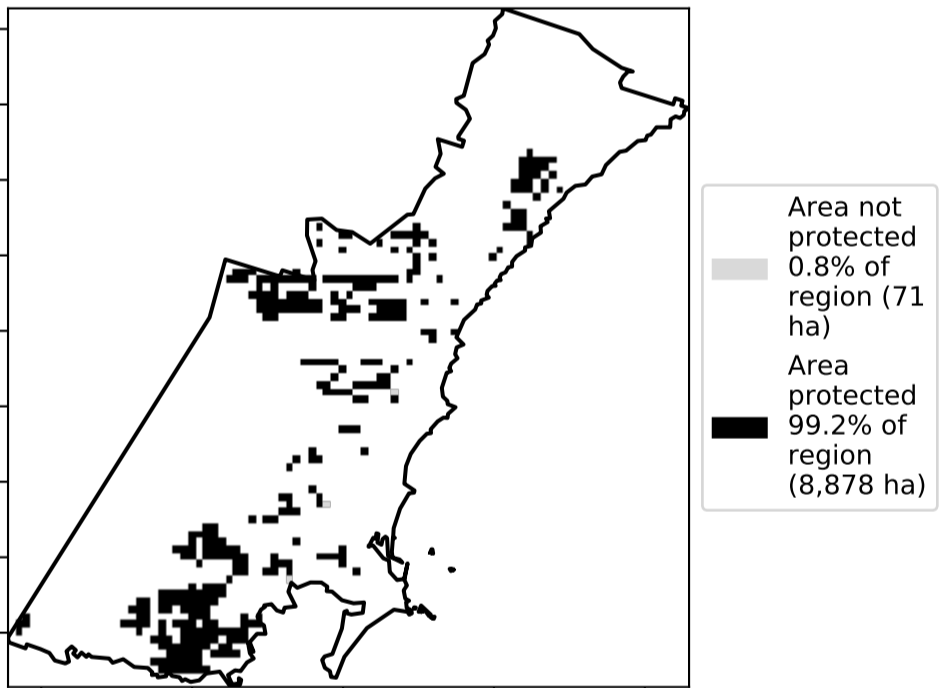 Area not
protected
0.8% of
region (71
ha)
Area
protected
99.2% of
region
(8,878 ha)